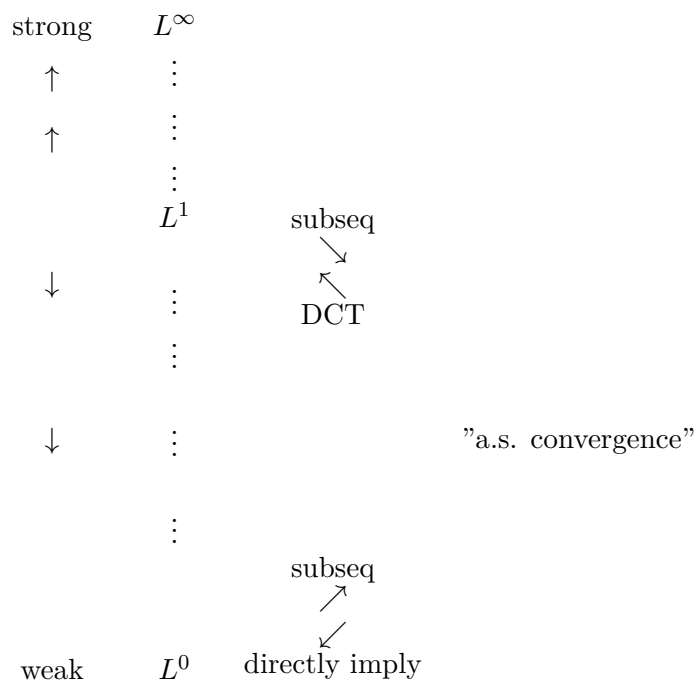 strong L^∞
↑ ⋮
↑ ⋮
⋮
L^1 subseq
↘
↓ ⋮ ↖
DCT
⋮
↓ ⋮ ”a.s. convergence”
⋮
subseq
↗
↙
weak L^0 directly imply